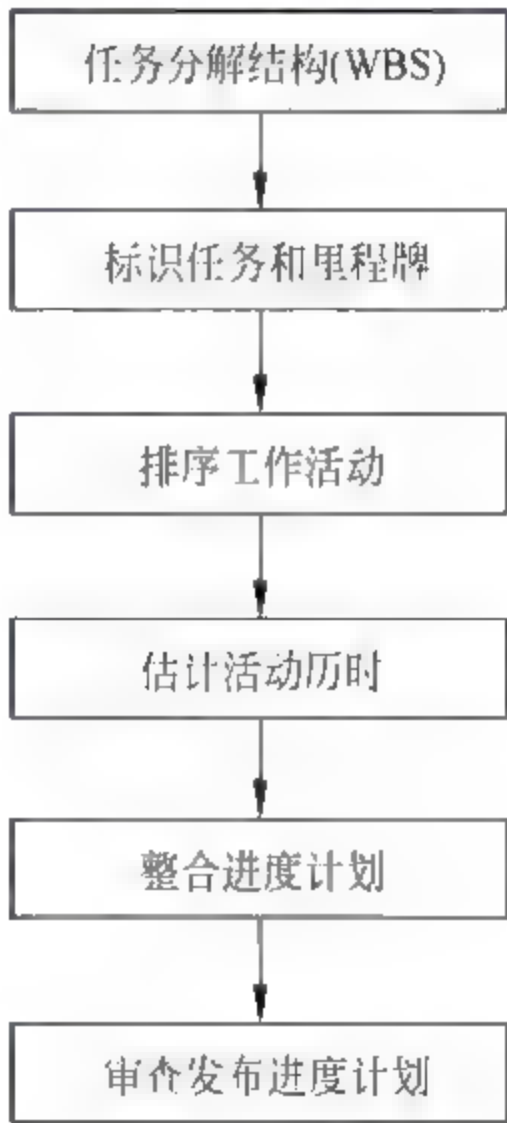 任务分解结构(WBS)
标识任务和里程牌
排序工作活动
估计活动历时
整合进度计划
审查发布进度计划